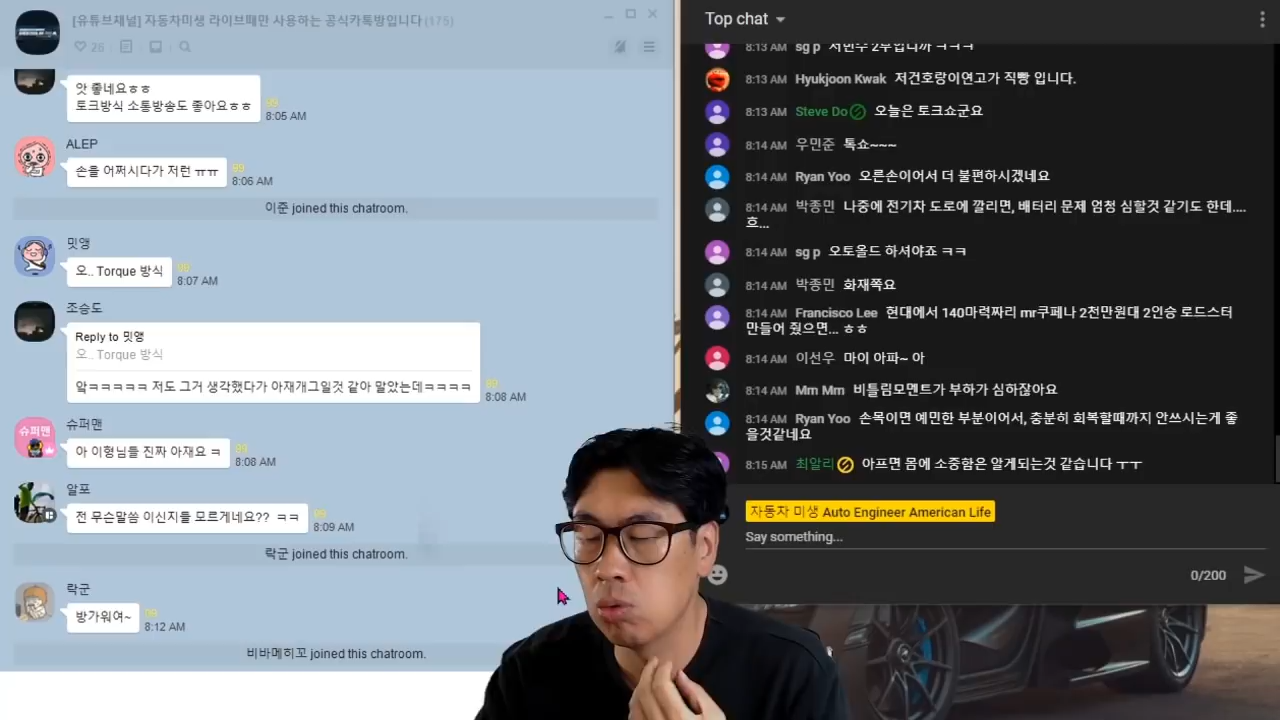 [유튜브채널] 자동차미생 라이브때만 사용하는 공식카톡방입니다 (175)
28
앗 좋네요ㅎㅎ
토크방식 소통방송도 좋아요ㅎㅎ
99
8:05 AM
ALEP
손을 어쩌시다가 저런 ㅠㅠ
99
8:06 AM
이준 joined this chatroom.
밋앵
오.. Torque 방식
8:07 AM
조승도
Reply to 밋앵
오.. Torque 방식
앜ㅋㅋㅋㅋㅋ 저도 그거 생각했다가 아재개그일것 같아 말았는데ㅋㅋㅋㅋ
99
8:08 AM
슈퍼맨
슈퍼맨
아 이형님들 진짜 아재요 ㅋ
8:08 AM
알포
전 무슨말씀 이신지들 모르게네요?? ㅋㅋ
8:09 AM
락군 joined this chatroom.
락군
방가워여~
8:12 AM
비바메히꼬 joined this chatroom.
Top chat
8:13 AM sg p 2부입니까 ㅋㅋㅋ
8:13 AM Hyukjoon Kwak 저건호랑이연고가 직빵 입니다.
8:13 AM Steve Do 오늘은 토크쇼군요
8:14 AM 우민준 톡쇼~~~
8:14 AM Ryan Yoo 오른손이어서 더 불편하시겠네요
8:14 AM 박종민 나중에 전기차 도로에 깔리면, 배터리 문제 엄청 심할것 같기도 한데....
흐...
8:14 AM sg p 오토홀드 하셔야죠 ㅋㅋ
8:14 AM 박종민 화재쪽요
8:14 AM Francisco Lee 현대에서 140마력짜리 mr쿠페나 2천만원대 2인승 로드스터
만들어 줬으면... ㅎㅎ
8:14 AM 이선우 마이 아파~ 아
8:14 AM Mm Mm 비틀림모멘트가 부하가 심하잖아요
8:14 AM Ryan Yoo 손목이면 예민한 부분이어서, 충분히 회복할때까지 안쓰시는게 좋
을것같네요
8:15 AM 최알리 아프면 몸에 소중함은 알게되는것 같습니다 ㅜㅜ
자동차 미생 Auto Engineer American Life
Say something...
0/200